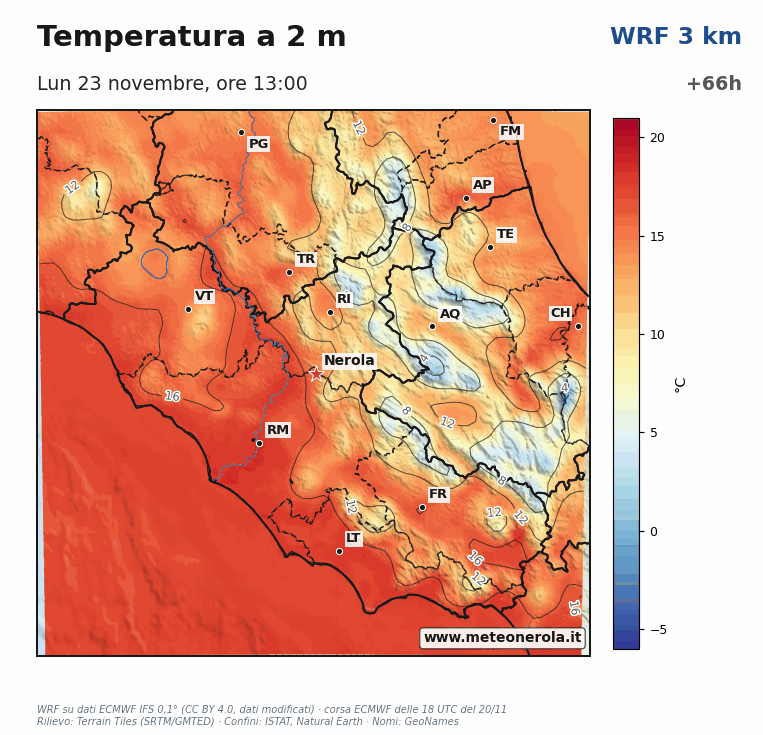 Temperatura a 2 m
WRF 3 km
Lun 23 novembre, ore 13:00
+66h
12
FM
PG
12
AP
8
TE
TR
VT
RI
AQ
CH
20
15
10
5
0
−5
°C
Nerola
4
4
16
8
12
RM
8
FR
12
12
12
LT
16
12
16
www.meteonerola.it
WRF su dati ECMWF IFS 0,1° (CC BY 4.0, dati modificati) · corsa ECMWF delle 18 UTC del 20/11
Rilievo: Terrain Tiles (SRTM/GMTED) · Confini: ISTAT, Natural Earth · Nomi: GeoNames